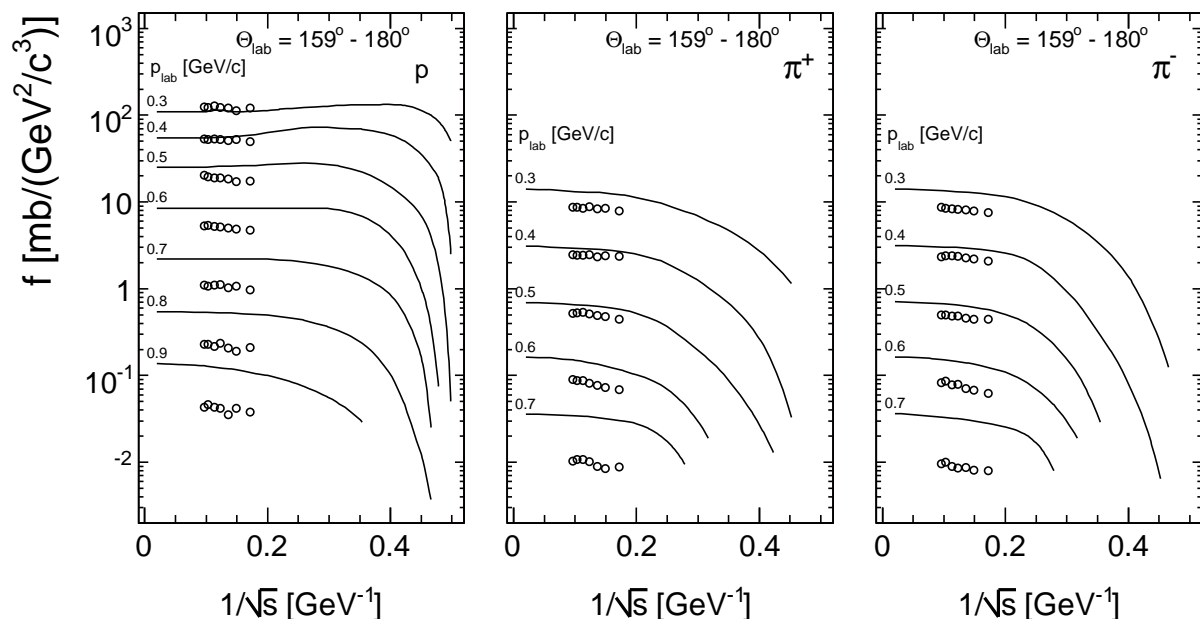 f [mb/(GeV²/c³)]
10³
10²
10
1
10⁻¹
-2
Θlab = 159° - 180°
p
plab [GeV/c]
0.3
0.4
0.5
0.6
0.7
0.8
0.9
0 0.2 0.4
1/√s [GeV⁻¹]
Θlab = 159° - 180°
π⁺
plab [GeV/c]
0.3
0.4
0.5
0.6
0.7
0 0.2 0.4
1/√s [GeV⁻¹]
Θlab = 159° - 180°
π⁻
plab [GeV/c]
0.3
0.4
0.5
0.6
0.7
0 0.2 0.4
1/√s [GeV⁻¹]